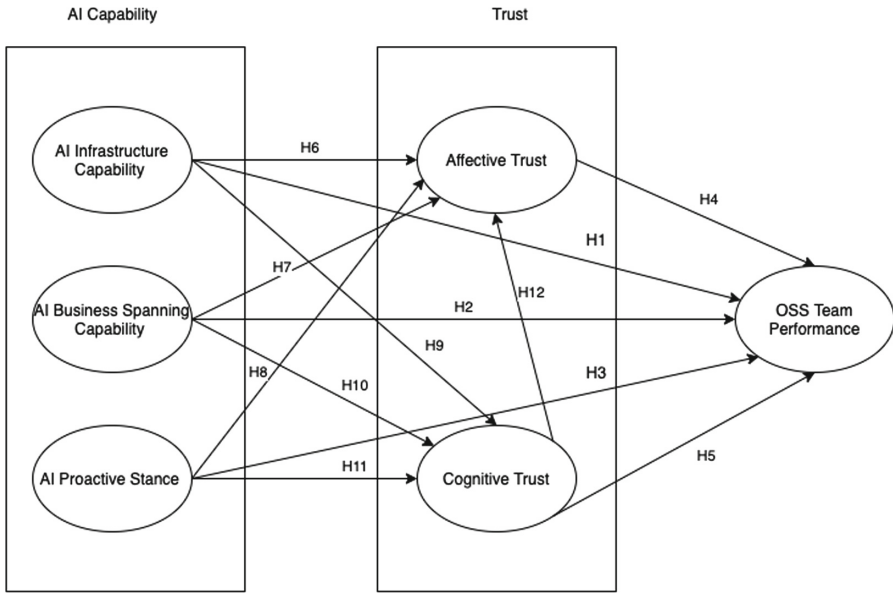 AI Capability
Trust
AI Infrastructure
Capability
H6
Affective Trust
H4
H1
H7
AI Business Spanning
Capability
H2
H12
OSS Team
Performance
H9
H8
H10
H3
AI Proactive Stance
H11
Cognitive Trust
H5